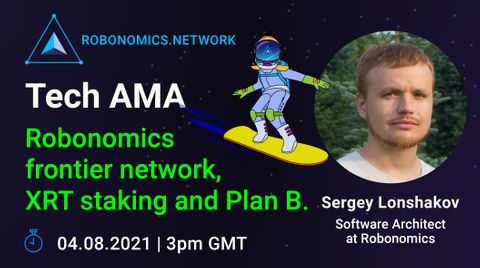 ROBONOMICS.NETWORK
Tech AMA
Robonomics
frontier network,
XRT staking and Plan B.
Sergey Lonshakov
Software Architect
at Robonomics
04.08.2021 | 3pm GMT